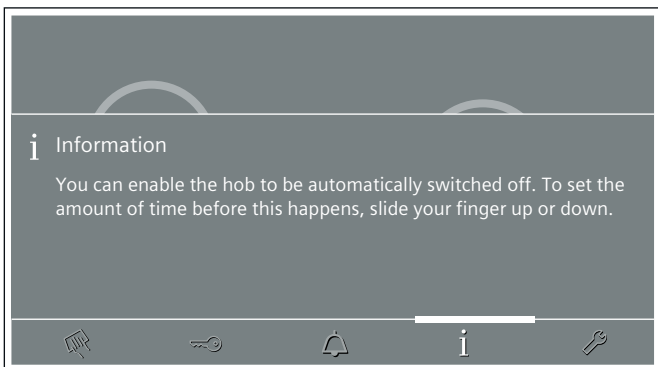 i Information
You can enable the hob to be automatically switched off. To set the
amount of time before this happens, slide your finger up or down.
i